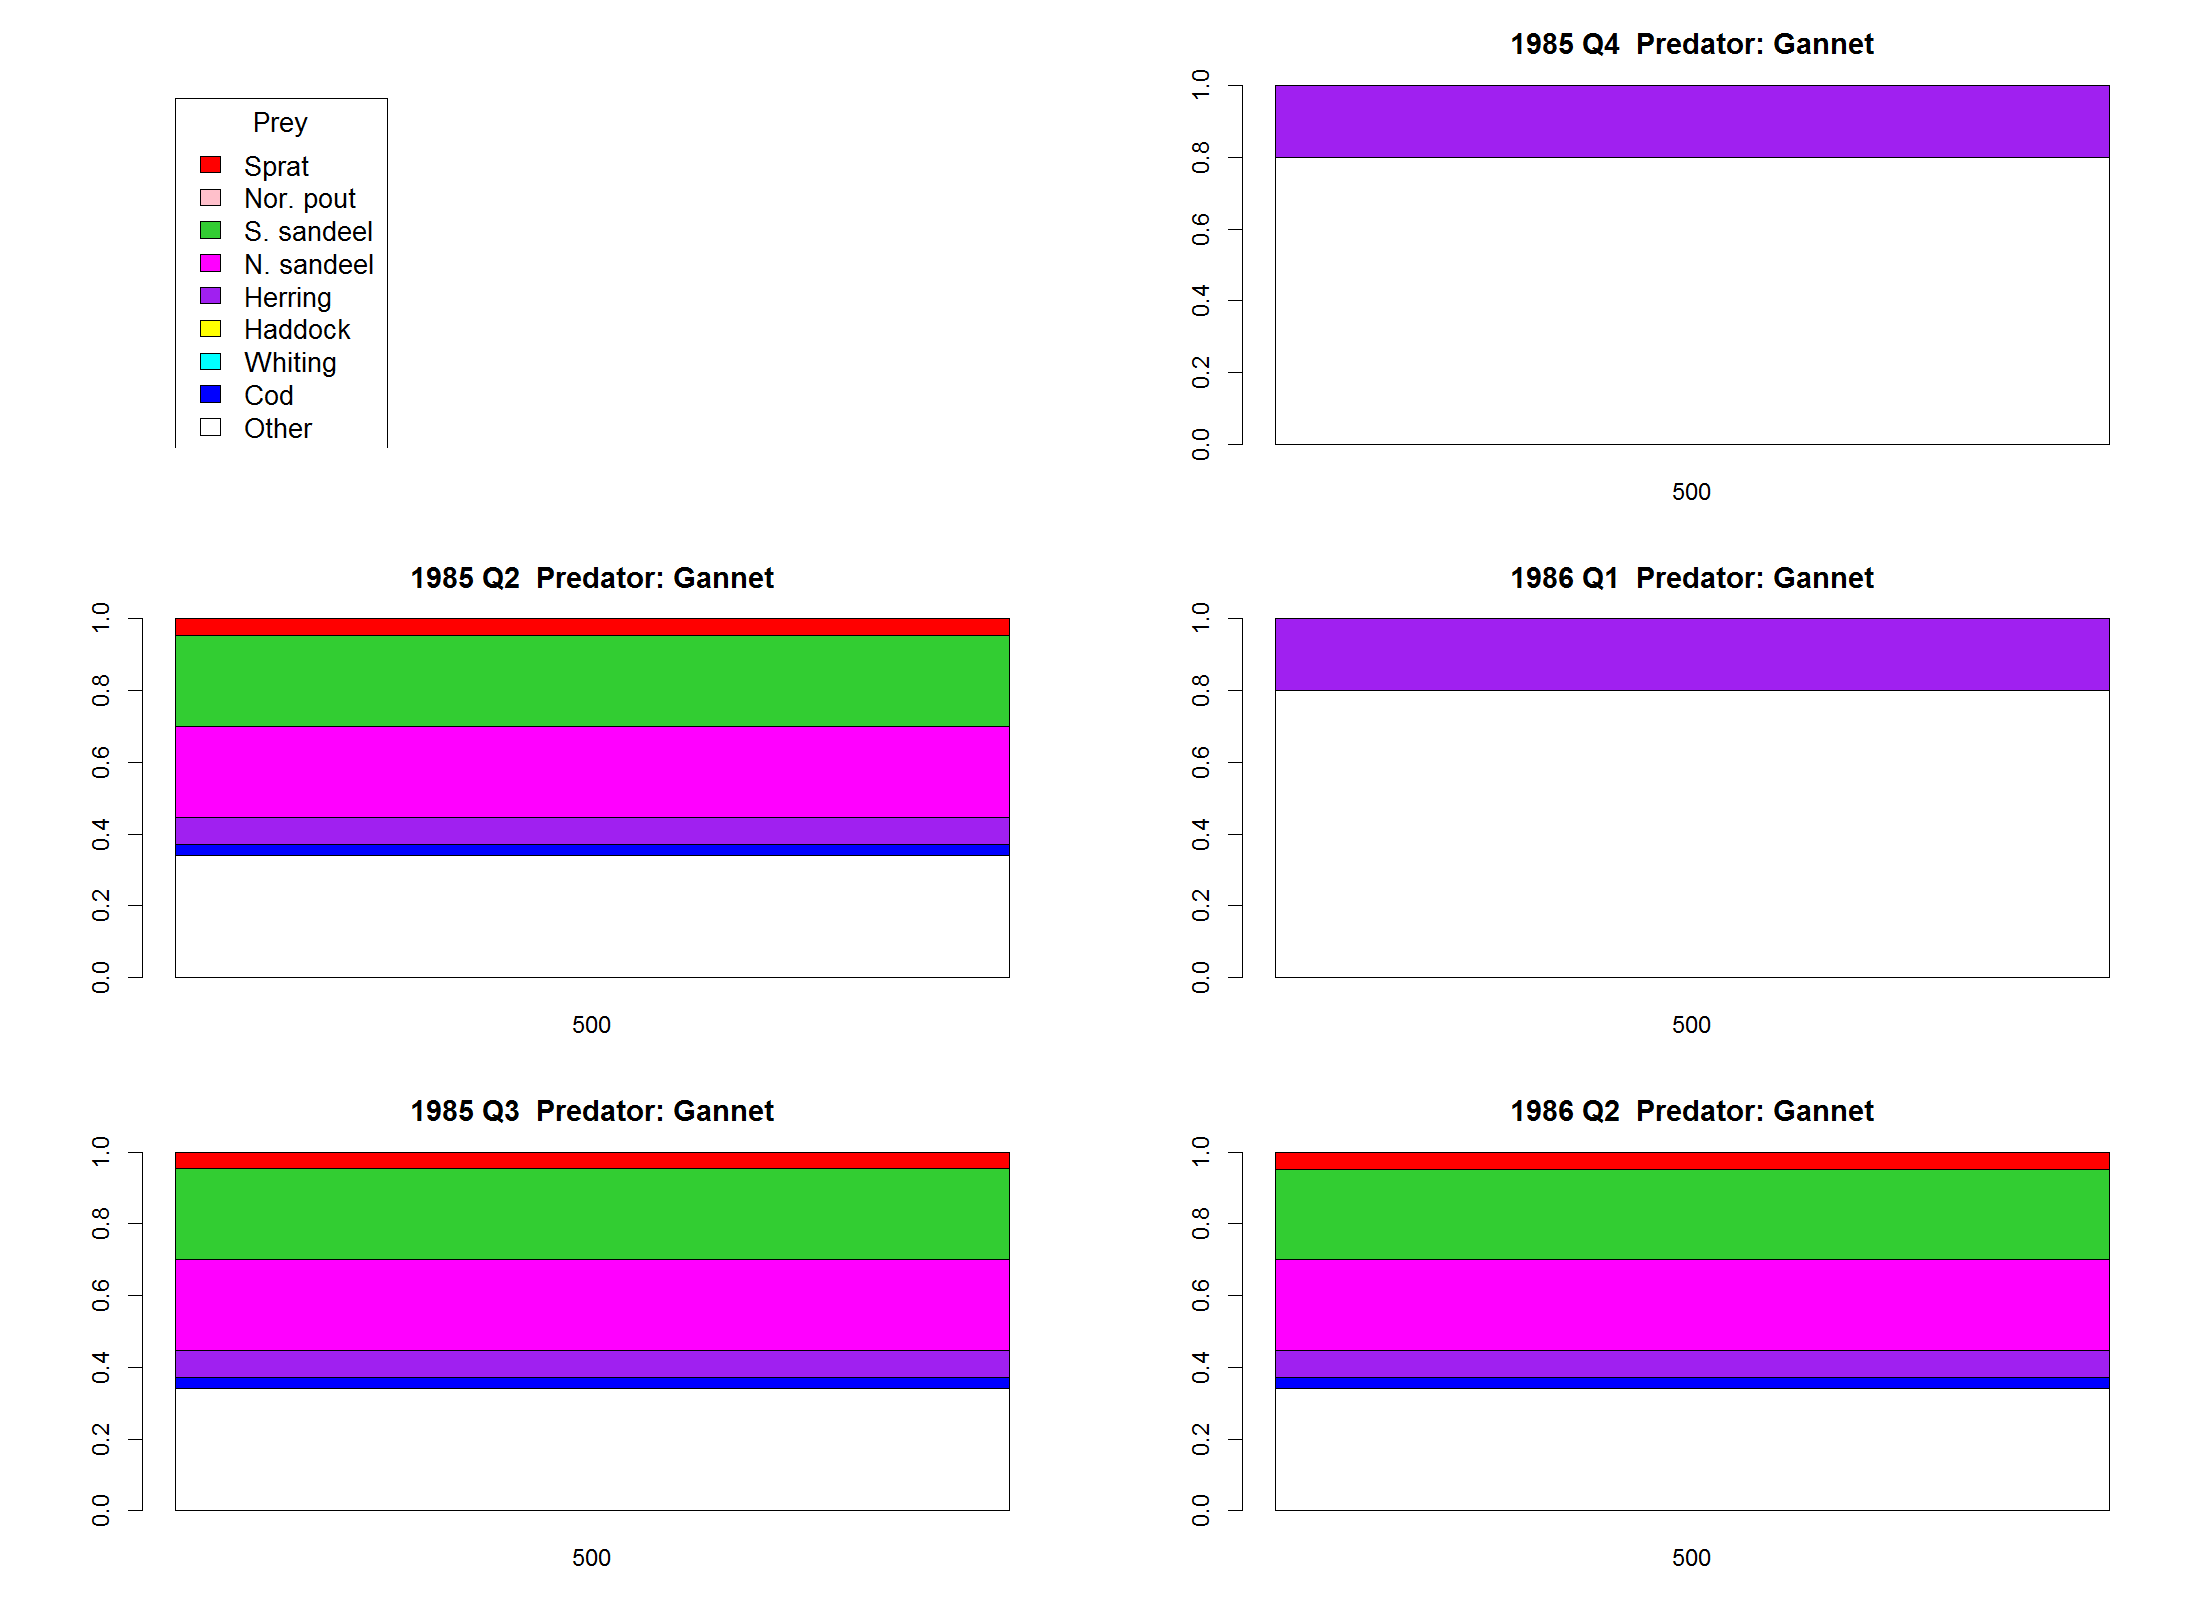 Prey
Sprat
Nor. pout
S. sandeel
N. sandeel
Herring
Haddock
Whiting
Cod
Other
1985 Q2  Predator: Gannet
1.0
0.8
0.6
0.4
0.2
0.0
500
1985 Q3  Predator: Gannet
1.0
0.8
0.6
0.4
0.2
0.0
500
1985 Q4  Predator: Gannet
1.0
0.8
0.6
0.4
0.2
0.0
500
1986 Q1  Predator: Gannet
1.0
0.8
0.6
0.4
0.2
0.0
500
1986 Q2  Predator: Gannet
1.0
0.8
0.6
0.4
0.2
0.0
500